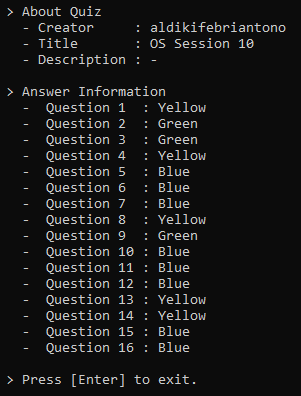 > About Quiz
- Creator : aldikifebriantono
- Title : OS Session 10
- Description : -
> Answer Information
- Question 1 : Yellow
- Question 2 : Green
- Question 3 : Green
- Question 4 : Yellow
- Question 5 : Blue
- Question 6 : Blue
- Question 7 : Blue
- Question 8 : Yellow
- Question 9 : Green
- Question 10 : Blue
- Question 11 : Blue
- Question 12 : Blue
- Question 13 : Yellow
- Question 14 : Yellow
- Question 15 : Blue
- Question 16 : Blue
> Press [Enter] to exit.